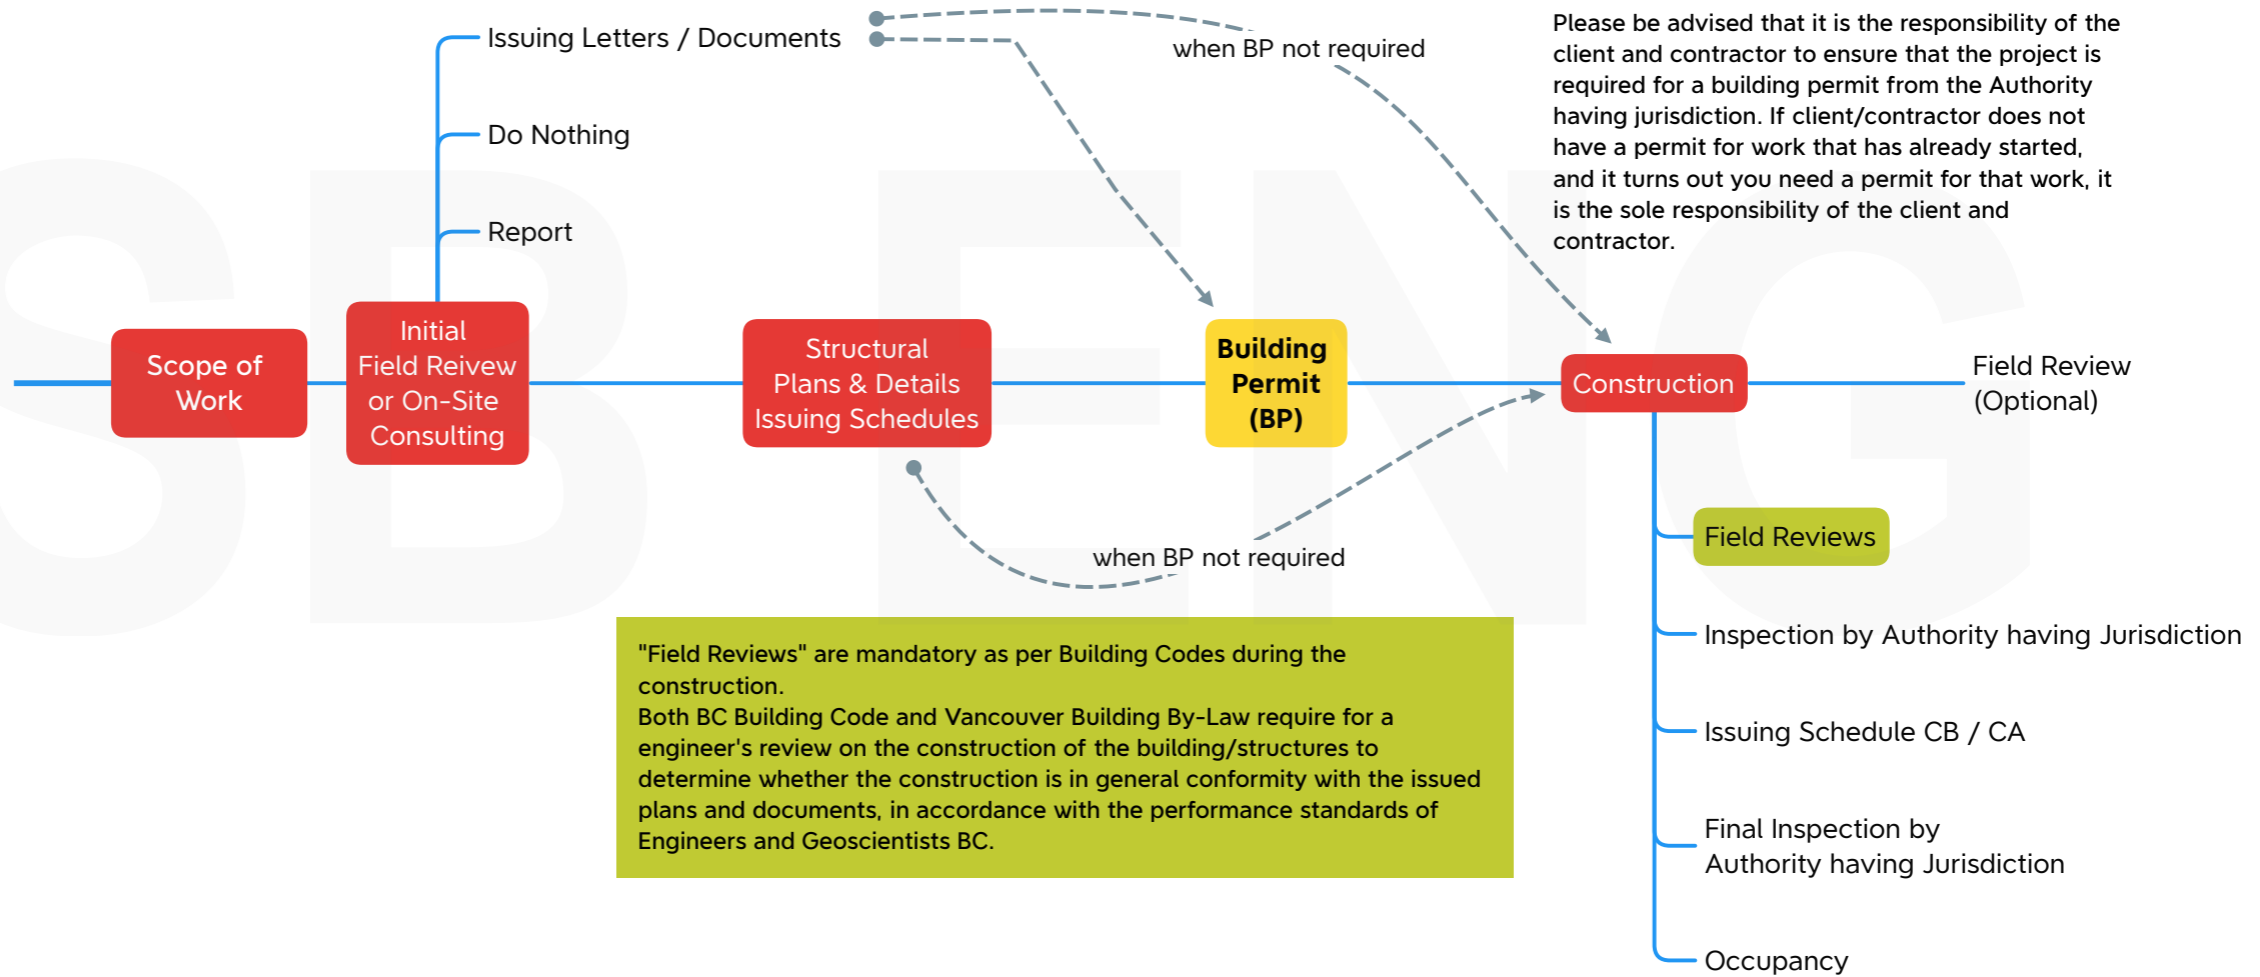 Issuing Letters / Documents
when BP not required
Please be advised that it is the responsibility of the
client and contractor to ensure that the project is
required for a building permit from the Authority
having jurisdiction. If client/contractor does not
have a permit for work that has already started,
and it turns out you need a permit for that work, it
is the sole responsibility of the client and
contractor.
Do Nothing
Report
Scope of
Work
Initial
Field Reivew
or On-Site
Consulting
Structural
Plans & Details
Issuing Schedules
Building
Permit
(BP)
Construction
Field Review
(Optional)
when BP not required
Field Reviews
Inspection by Authority having Jurisdiction
Issuing Schedule CB / CA
Final Inspection by
Authority having Jurisdiction
Occupancy
"Field Reviews" are mandatory as per Building Codes during the
construction.
Both BC Building Code and Vancouver Building By-Law require for a
engineer's review on the construction of the building/structures to
determine whether the construction is in general conformity with the issued
plans and documents, in accordance with the performance standards of
Engineers and Geoscientists BC.
SB ENG